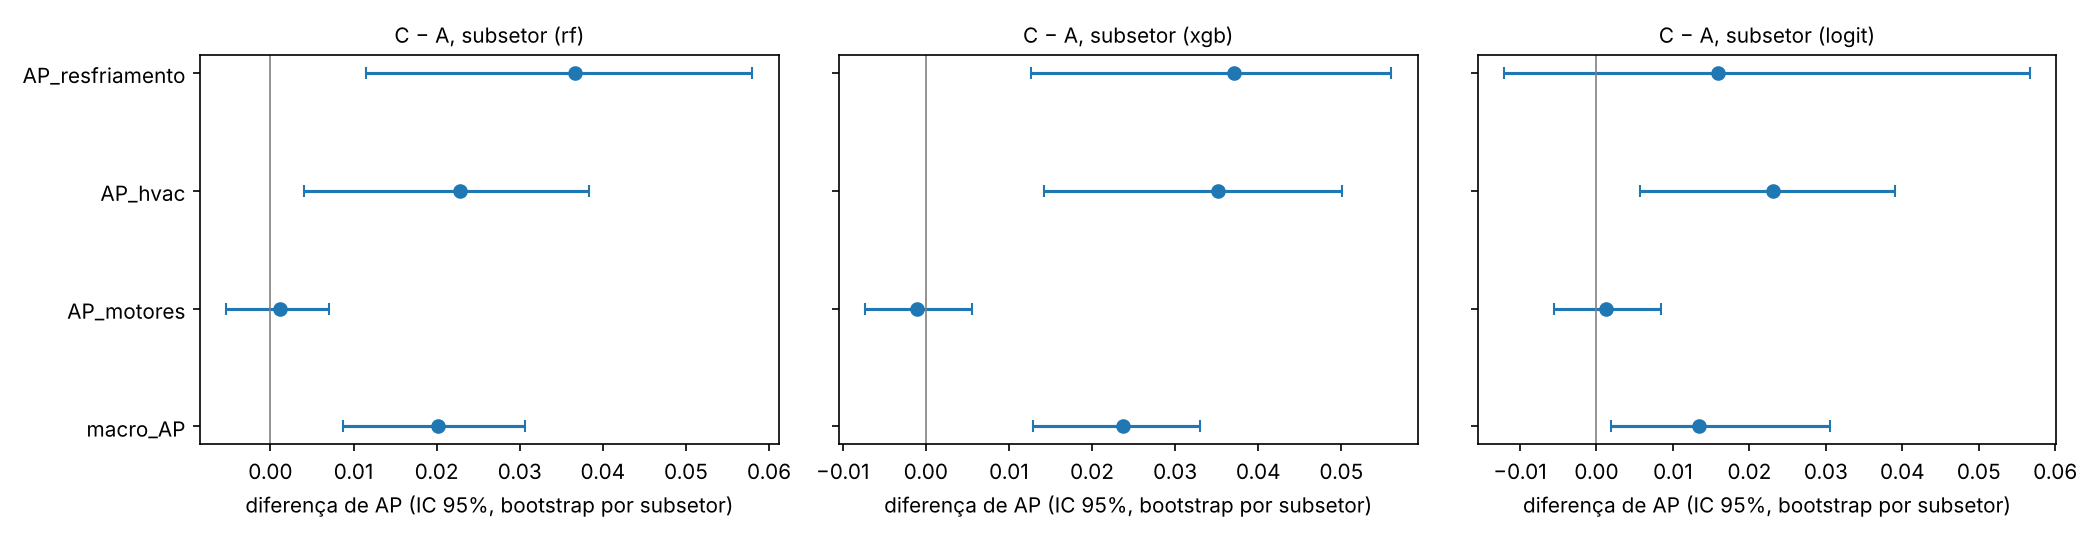 C − A, subsetor (rf)
AP_resfriamento
AP_hvac
AP_motores
macro_AP
0.00 0.01 0.02 0.03 0.04 0.05 0.06
diferença de AP (IC 95%, bootstrap por subsetor)
C − A, subsetor (xgb)
−0.01 0.00 0.01 0.02 0.03 0.04 0.05
diferença de AP (IC 95%, bootstrap por subsetor)
C − A, subsetor (logit)
−0.01 0.00 0.01 0.02 0.03 0.04 0.05 0.06
diferença de AP (IC 95%, bootstrap por subsetor)